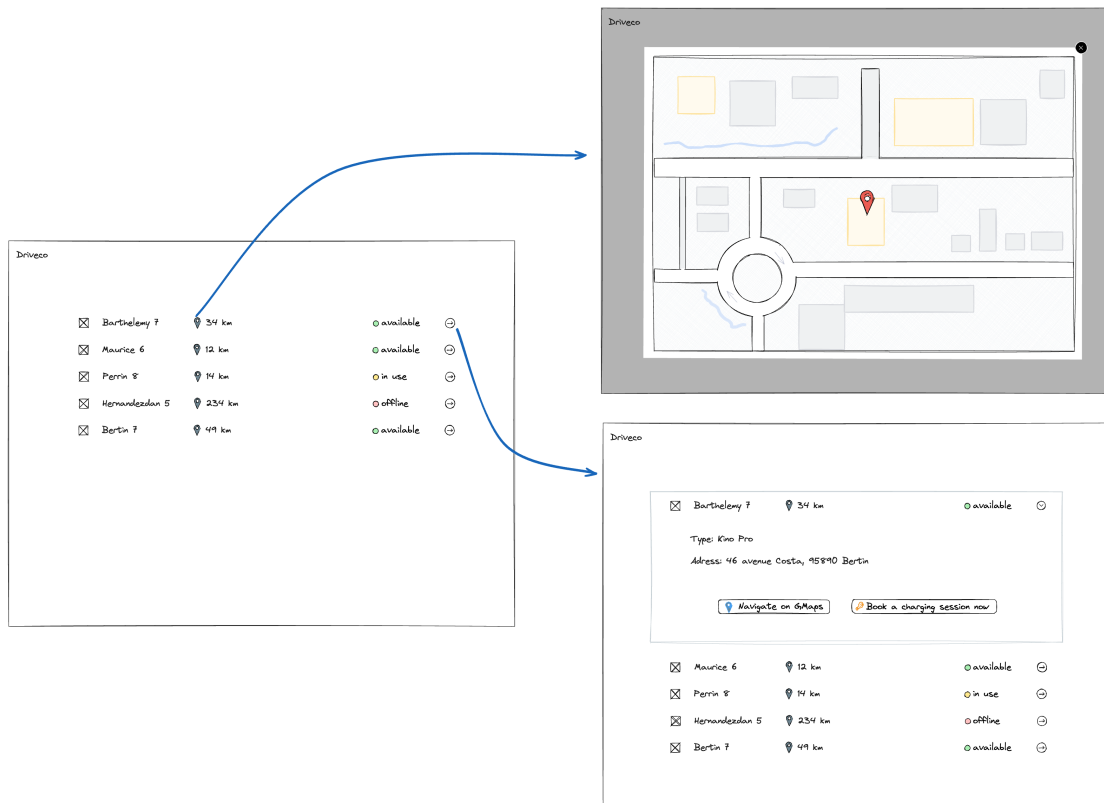 Driveco
Driveco
Barthelemy 7 34 km available
Maurice 6 12 km available
Perrin 8 14 km in use
Hernandezdan 5 234 km offline
Bertin 7 49 km available
Driveco
Barthelemy 7 34 km available
Type: Kino Pro
Adress: 46 avenue Costa, 95890 Bertin
Navigate on GMaps Book a charging session now
Maurice 6 12 km available
Perrin 8 14 km in use
Hernandezdan 5 234 km offline
Bertin 7 49 km available